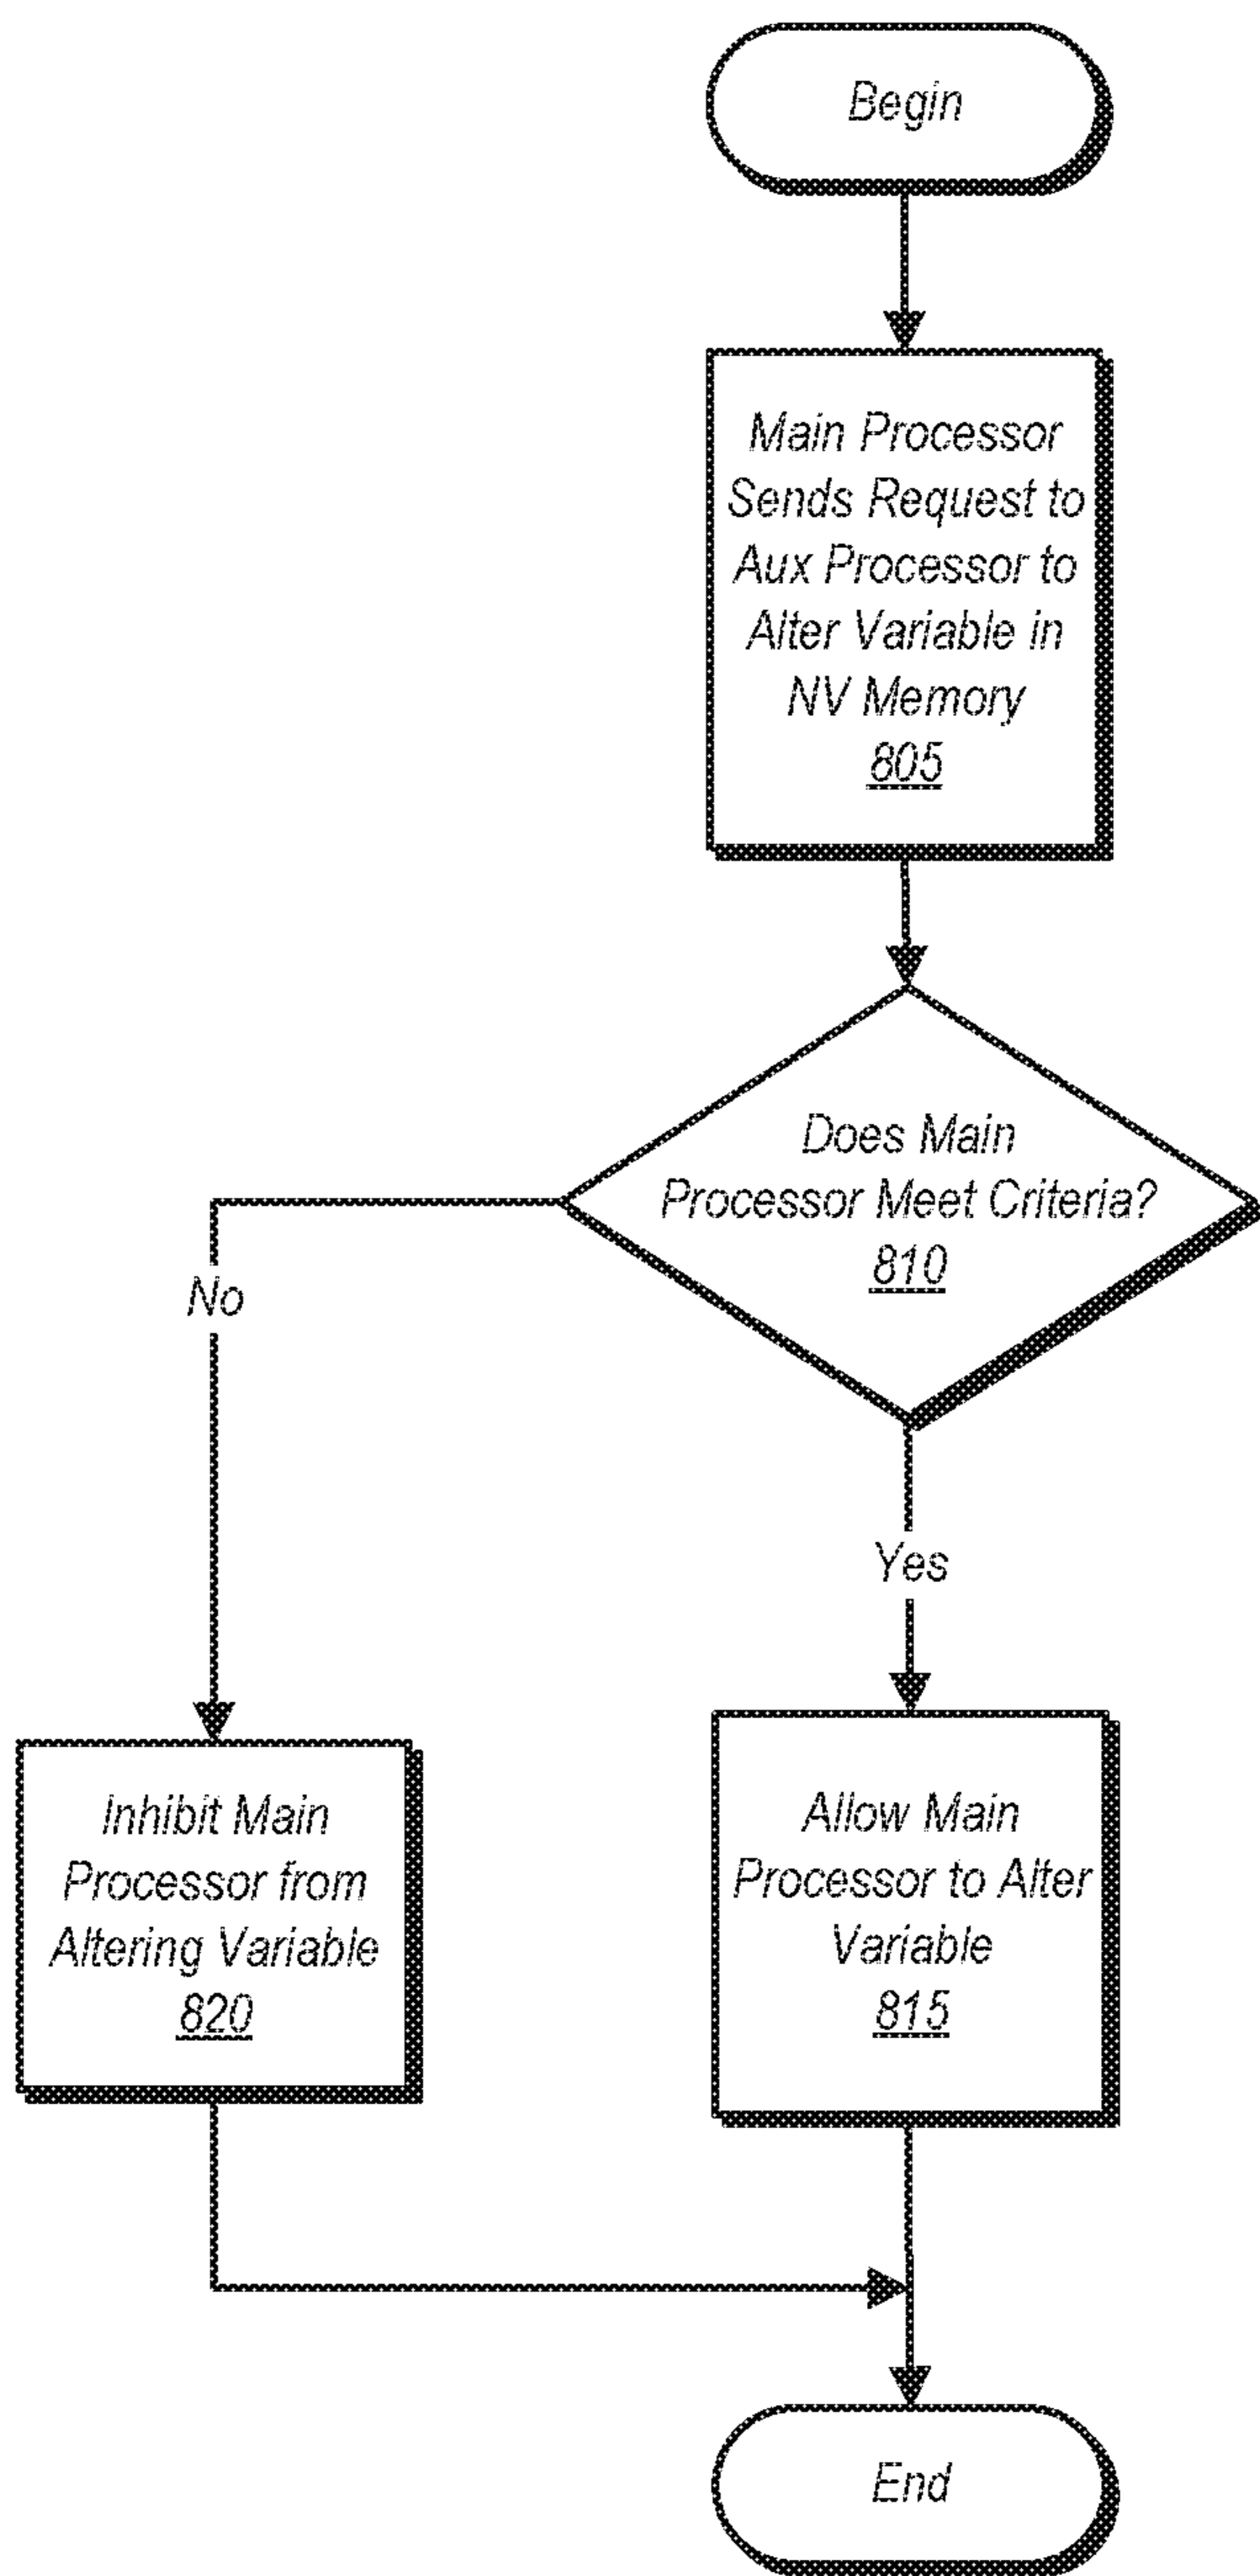 Begin
Main Processor
Sends Request to
Aux Processor to
Alter Variable in
NV Memory
805
Does Main
Processor Meet Criteria?
810
No
Yes
Inhibit Main
Processor from
Altering Variable
820
Allow Main
Processor to Alter
Variable
815
End